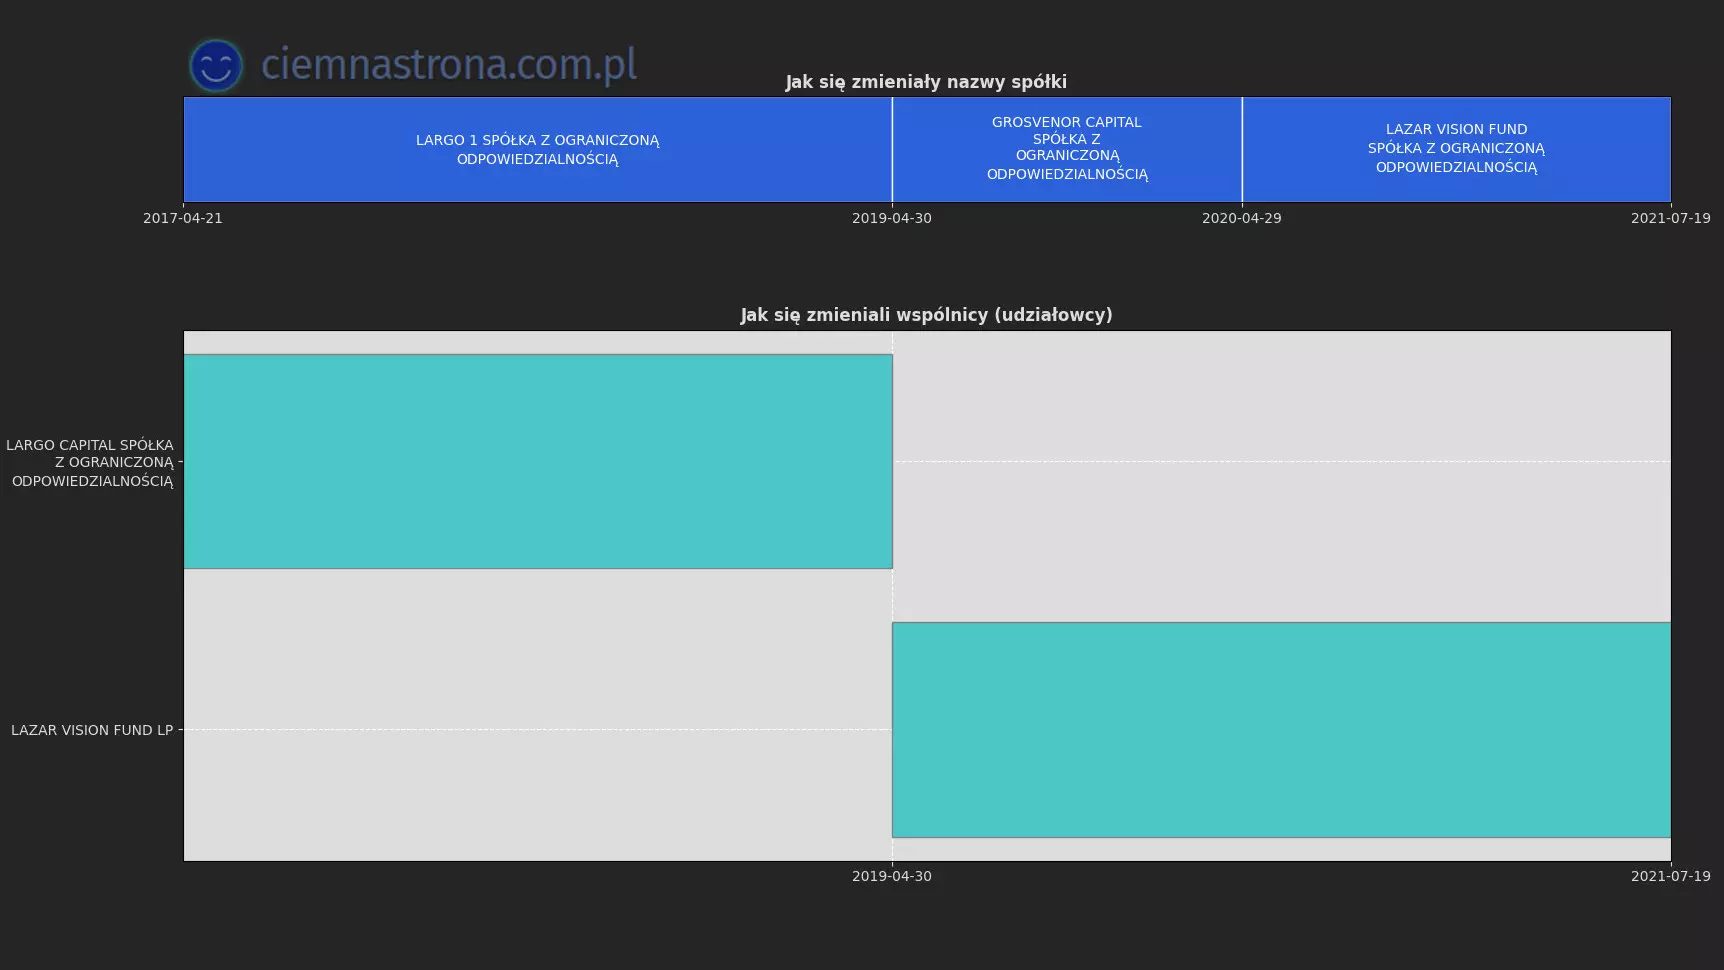 ciemnastrona.com.pl
Jak się zmieniały nazwy spółki
LARGO 1 SPÓŁKA Z OGRANICZONĄ
ODPOWIEDZIALNOŚCIĄ
GROSVENOR CAPITAL
SPÓŁKA Z
OGRANICZONĄ
ODPOWIEDZIALNOŚCIĄ
LAZAR VISION FUND
SPÓŁKA Z OGRANICZONĄ
ODPOWIEDZIALNOŚCIĄ
2017-04-21
2019-04-30
2020-04-29
2021-07-19
Jak się zmieniali wspólnicy (udziałowcy)
LARGO CAPITAL SPÓŁKA
Z OGRANICZONĄ
ODPOWIEDZIALNOŚCIĄ
LAZAR VISION FUND LP
2019-04-30
2021-07-19